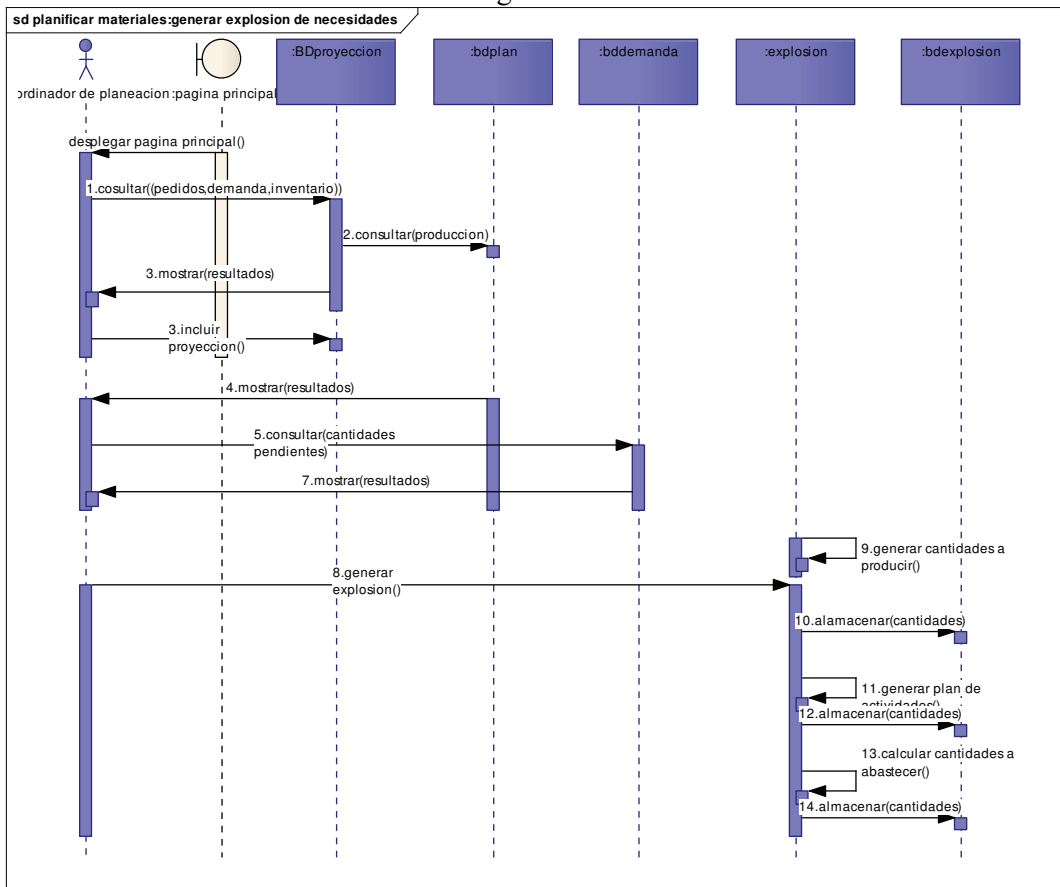 sd planificar materiales:generar explosion de necesidades
:BDproyeccion
:bdplan
:bddemanda
:explosion
:bdexplosion
ordinador de planeacion
:pagina principal
desplegar pagina principal()
1.cosultar((pedidos,demanda,inventario))
2.consultar(produccion)
3.mostrar(resultados)
3.incluir
proyeccion()
4.mostrar(resultados)
5.consultar(cantidades
pendientes)
7.mostrar(resultados)
9.generar cantidades a
producir()
8.generar
explosion()
10.alamacenar(cantidades)
11.generar plan de
actividades()
12.almacenar(cantidades)
13.calcular cantidades a
abastecer()
14.almacenar(cantidades)